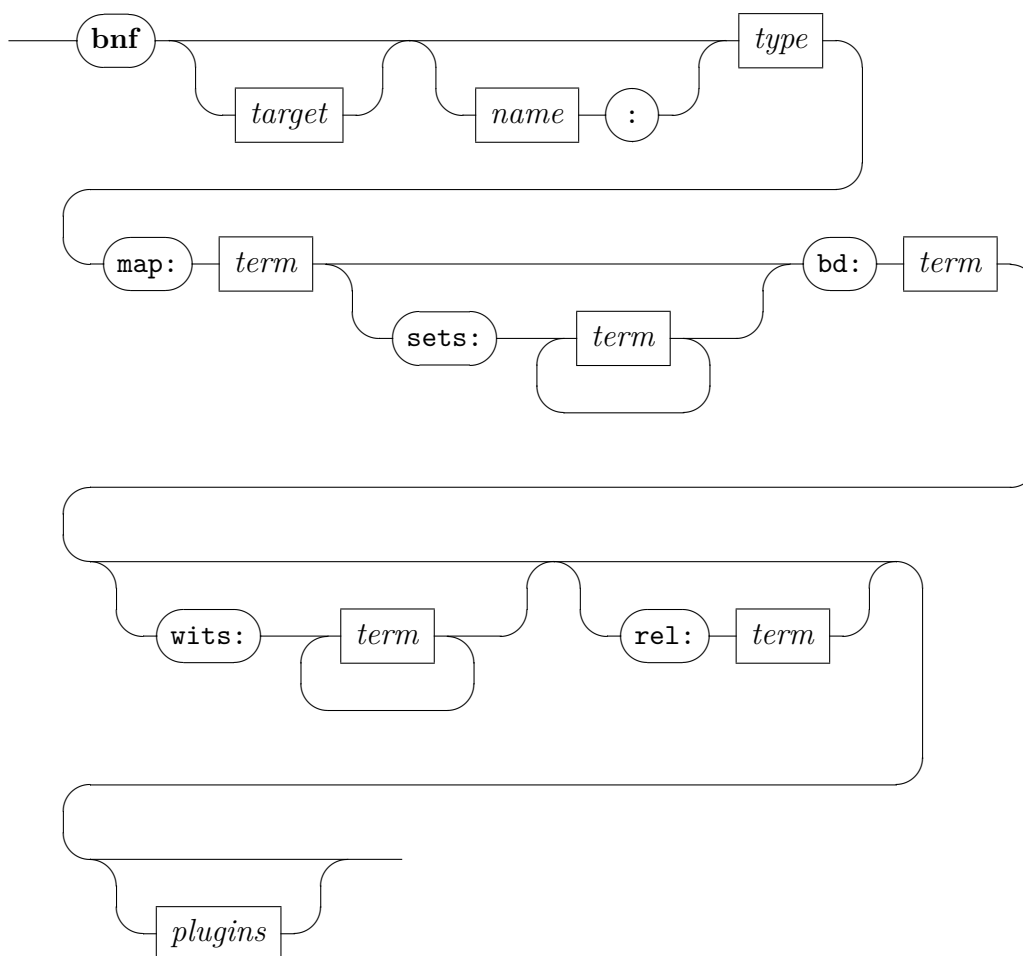 bnf type
target name :
map: term bd: term
sets: term
wits: term rel: term
plugins